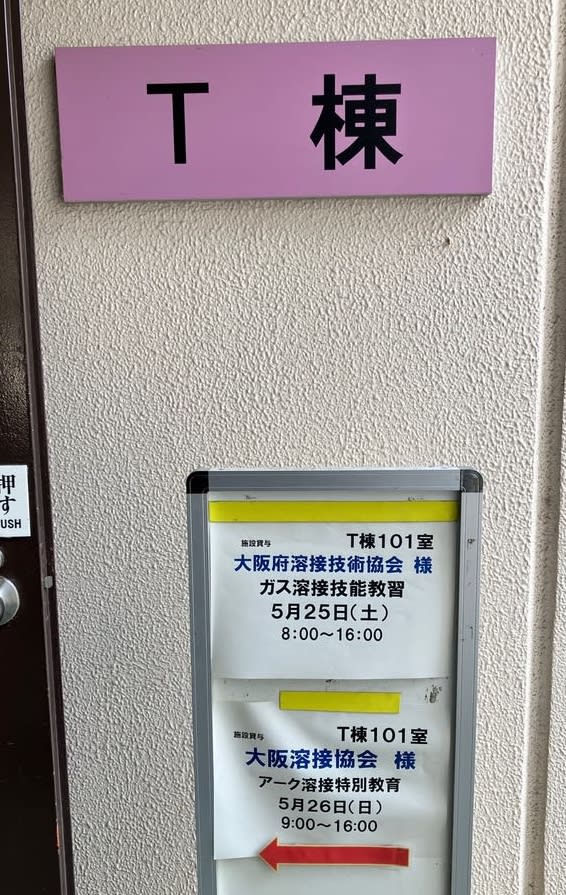 T 棟
押す
PUSH
施設貸与 T棟101室
大阪府溶接技術協会 様
ガス溶接技能教習
5月25日(土)
8:00～16:00
施設貸与 T棟101室
大阪溶接協会 様
アーク溶接特別教育
5月26日(日)
9:00～16:00